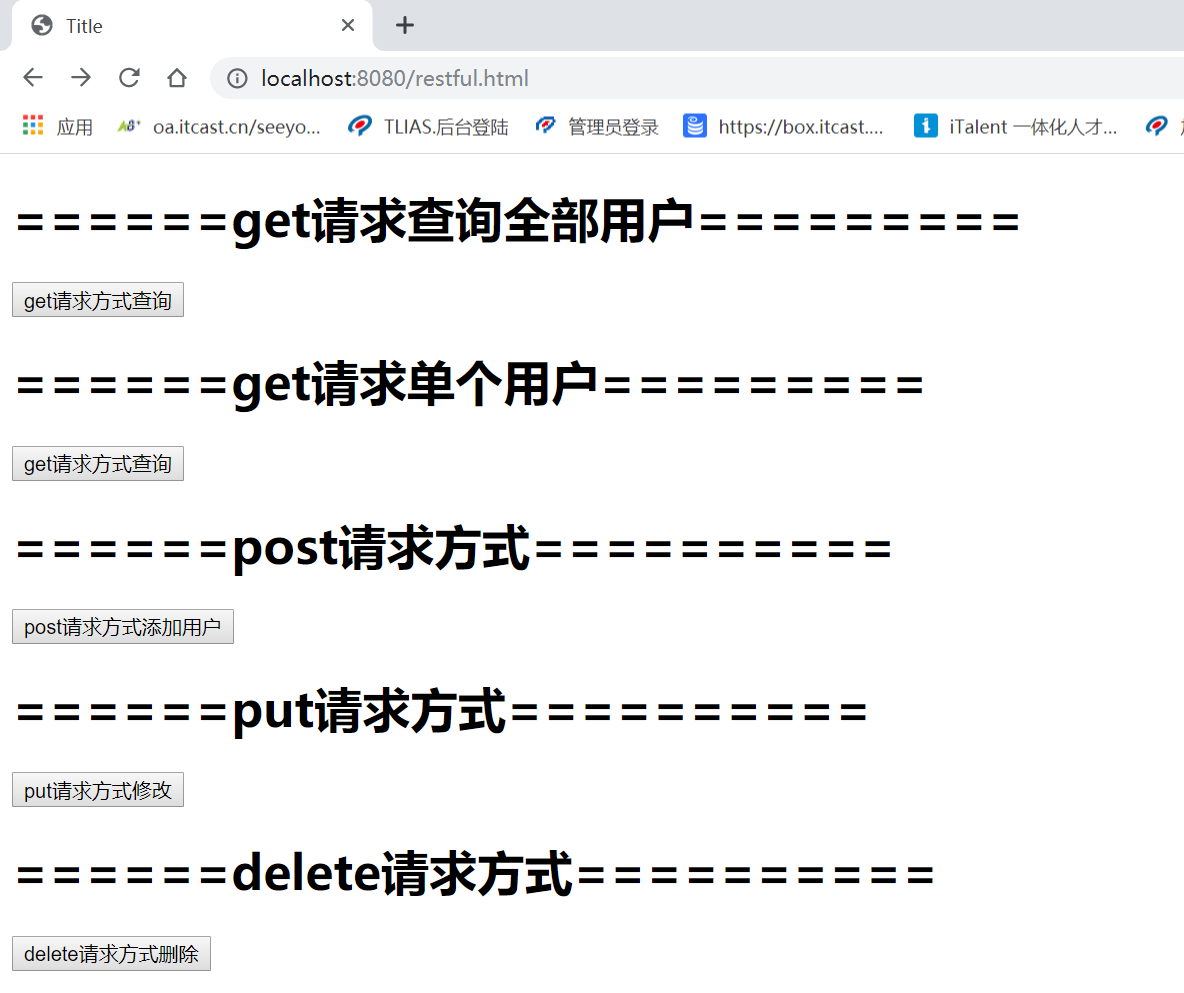 Title
localhost:8080/restful.html
应用 oa.itcast.cn/seeyo... TLIAS.后台登陆 管理员登录 https://box.itcast.... iTalent 一体化人才...
======get请求查询全部用户=========
get请求方式查询
======get请求单个用户=========
get请求方式查询
======post请求方式==========
post请求方式添加用户
======put请求方式==========
put请求方式修改
======delete请求方式==========
delete请求方式删除